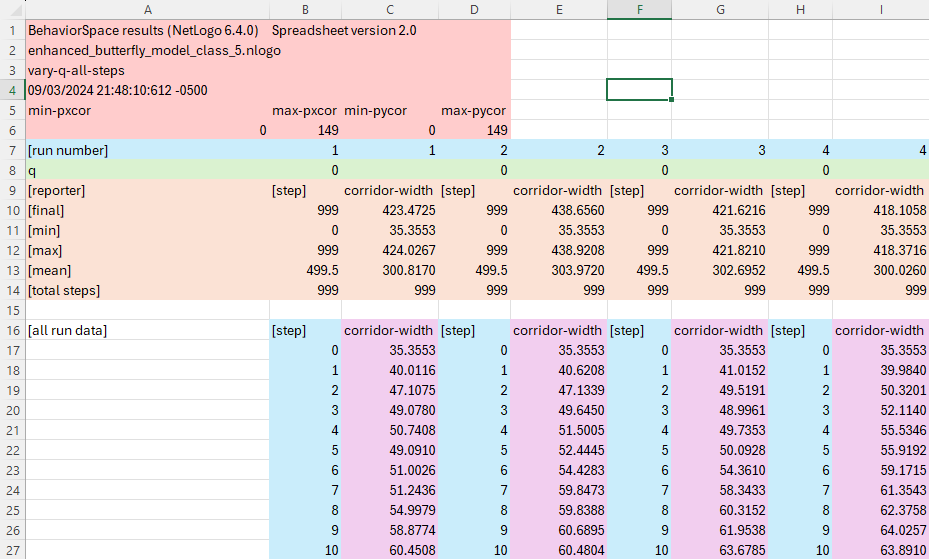 A B C D E F G H I
1 BehaviorSpace results (NetLogo 6.4.0) Spreadsheet version 2.0
2 enhanced_butterfly_model_class_5.nlogo
3 vary-q-all-steps
4 09/03/2024 21:48:10:612 -0500
5 min-pxcor max-pxcor min-pycor max-pycor
6 0 149 0 149
7 [run number] 1 1 2 2 3 3 4 4
8 q 0 0 0 0
9 [reporter] [step] corridor-width [step] corridor-width [step] corridor-width [step] corridor-width
10 [final] 999 423.4725 999 438.6560 999 421.6216 999 418.1058
11 [min] 0 35.3553 0 35.3553 0 35.3553 0 35.3553
12 [max] 999 424.0267 999 438.9208 999 421.8210 999 418.3716
13 [mean] 499.5 300.8170 499.5 303.9720 499.5 302.6952 499.5 300.0260
14 [total steps] 999 999 999 999 999 999 999 999
15
16 [all run data] [step] corridor-width [step] corridor-width [step] corridor-width [step] corridor-width
17 0 35.3553 0 35.3553 0 35.3553 0 35.3553
18 1 40.0116 1 40.6208 1 41.0152 1 39.9840
19 2 47.1075 2 47.1339 2 49.5191 2 50.3201
20 3 49.0780 3 49.6450 3 48.9961 3 52.1140
21 4 50.7408 4 51.5005 4 49.7353 4 55.5346
22 5 49.0910 5 52.4445 5 50.0928 5 55.9192
23 6 51.0026 6 54.4283 6 54.3610 6 59.1715
24 7 51.2436 7 59.8473 7 58.3433 7 61.3543
25 8 54.9979 8 59.8388 8 60.3152 8 62.3758
26 9 58.8774 9 60.6895 9 61.9538 9 64.0257
27 10 60.4508 10 60.4804 10 63.6785 10 63.8910